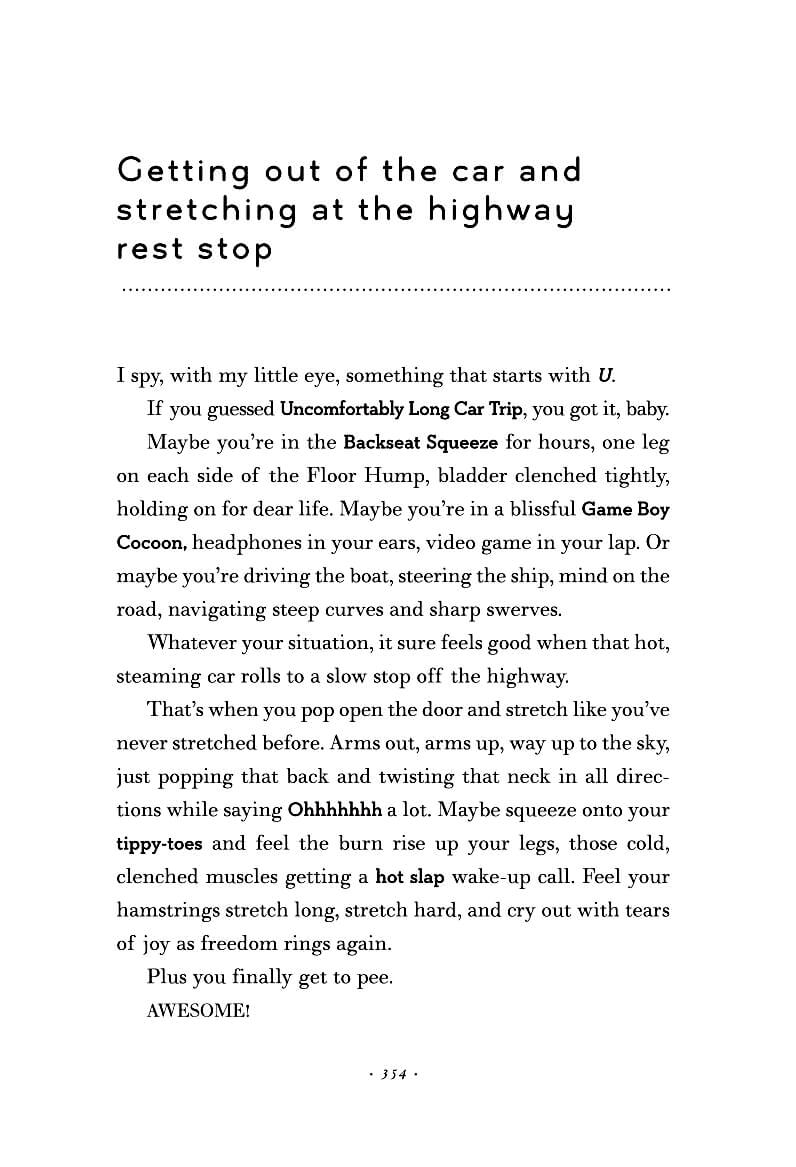 Getting out of the car and
stretching at the highway
rest stop
I spy, with my little eye, something that starts with U.
If you guessed Uncomfortably Long Car Trip, you got it, baby.
Maybe you’re in the Backseat Squeeze for hours, one leg
on each side of the Floor Hump, bladder clenched tightly,
holding on for dear life. Maybe you’re in a blissful Game Boy
Cocoon, headphones in your ears, video game in your lap. Or
maybe you’re driving the boat, steering the ship, mind on the
road, navigating steep curves and sharp swerves.
Whatever your situation, it sure feels good when that hot,
steaming car rolls to a slow stop off the highway.
That’s when you pop open the door and stretch like you’ve
never stretched before. Arms out, arms up, way up to the sky,
just popping that back and twisting that neck in all direc-
tions while saying Ohhhhhhh a lot. Maybe squeeze onto your
tippy-toes and feel the burn rise up your legs, those cold,
clenched muscles getting a hot slap wake-up call. Feel your
hamstrings stretch long, stretch hard, and cry out with tears
of joy as freedom rings again.
Plus you finally get to pee.
AWESOME!
· 354 ·